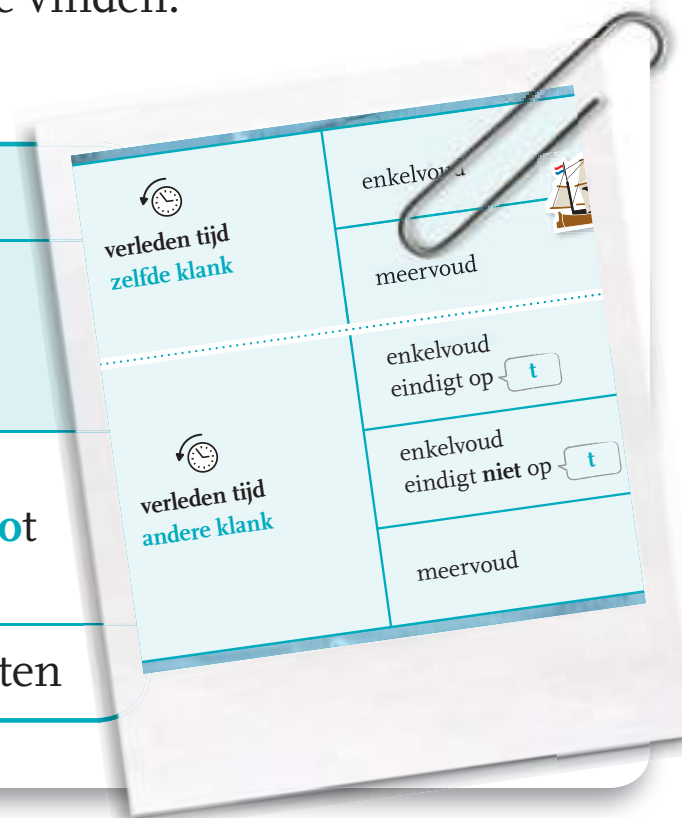 e vinden.
verleden tijd
zelfde klank
enkelvoud
meervoud
verleden tijd
andere klank
enkelvoud
eindigt op t
enkelvoud
eindigt niet op t
meervoud
ot
ten